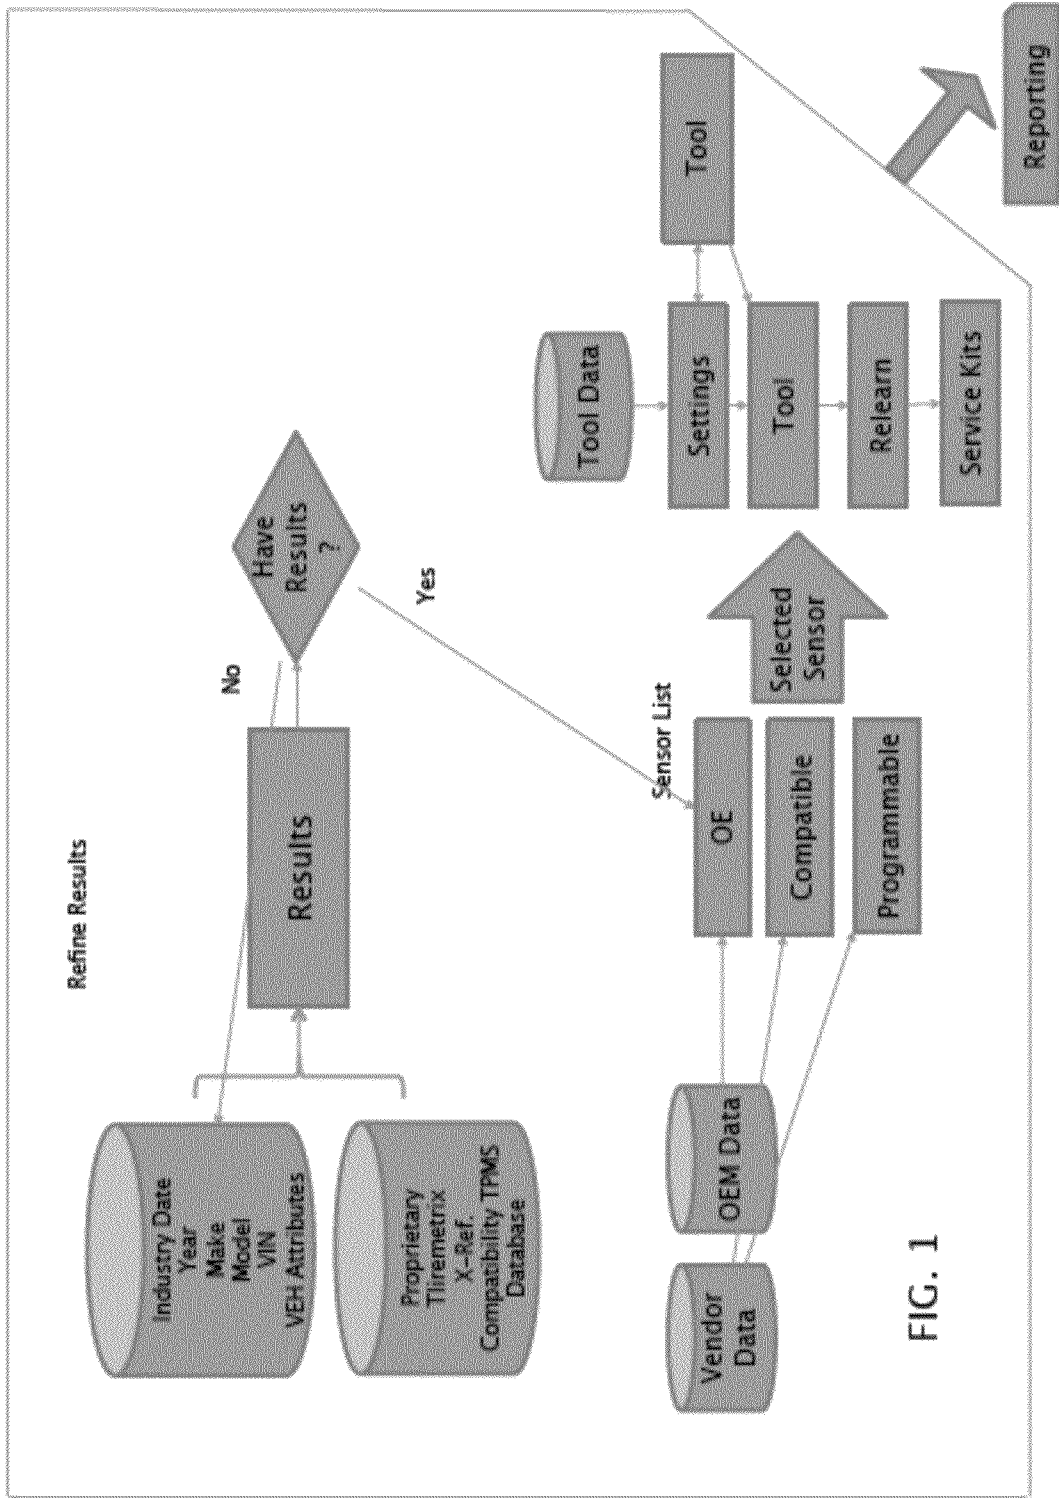 Refine Results
Industry Date
Year
Make
Model
VIN
VEH Attributes
Proprietary
Tliremetrix
X-Ref.
Compatibility TPMS
Database
Results
No
Have
Results
?
Yes
Sensor List
Vendor
Data
OEM Data
OE
Compatible
Programmable
Selected
Sensor
Tool Data
Settings
Tool
Relearn
Service Kits
Tool
Reporting
FIG. 1